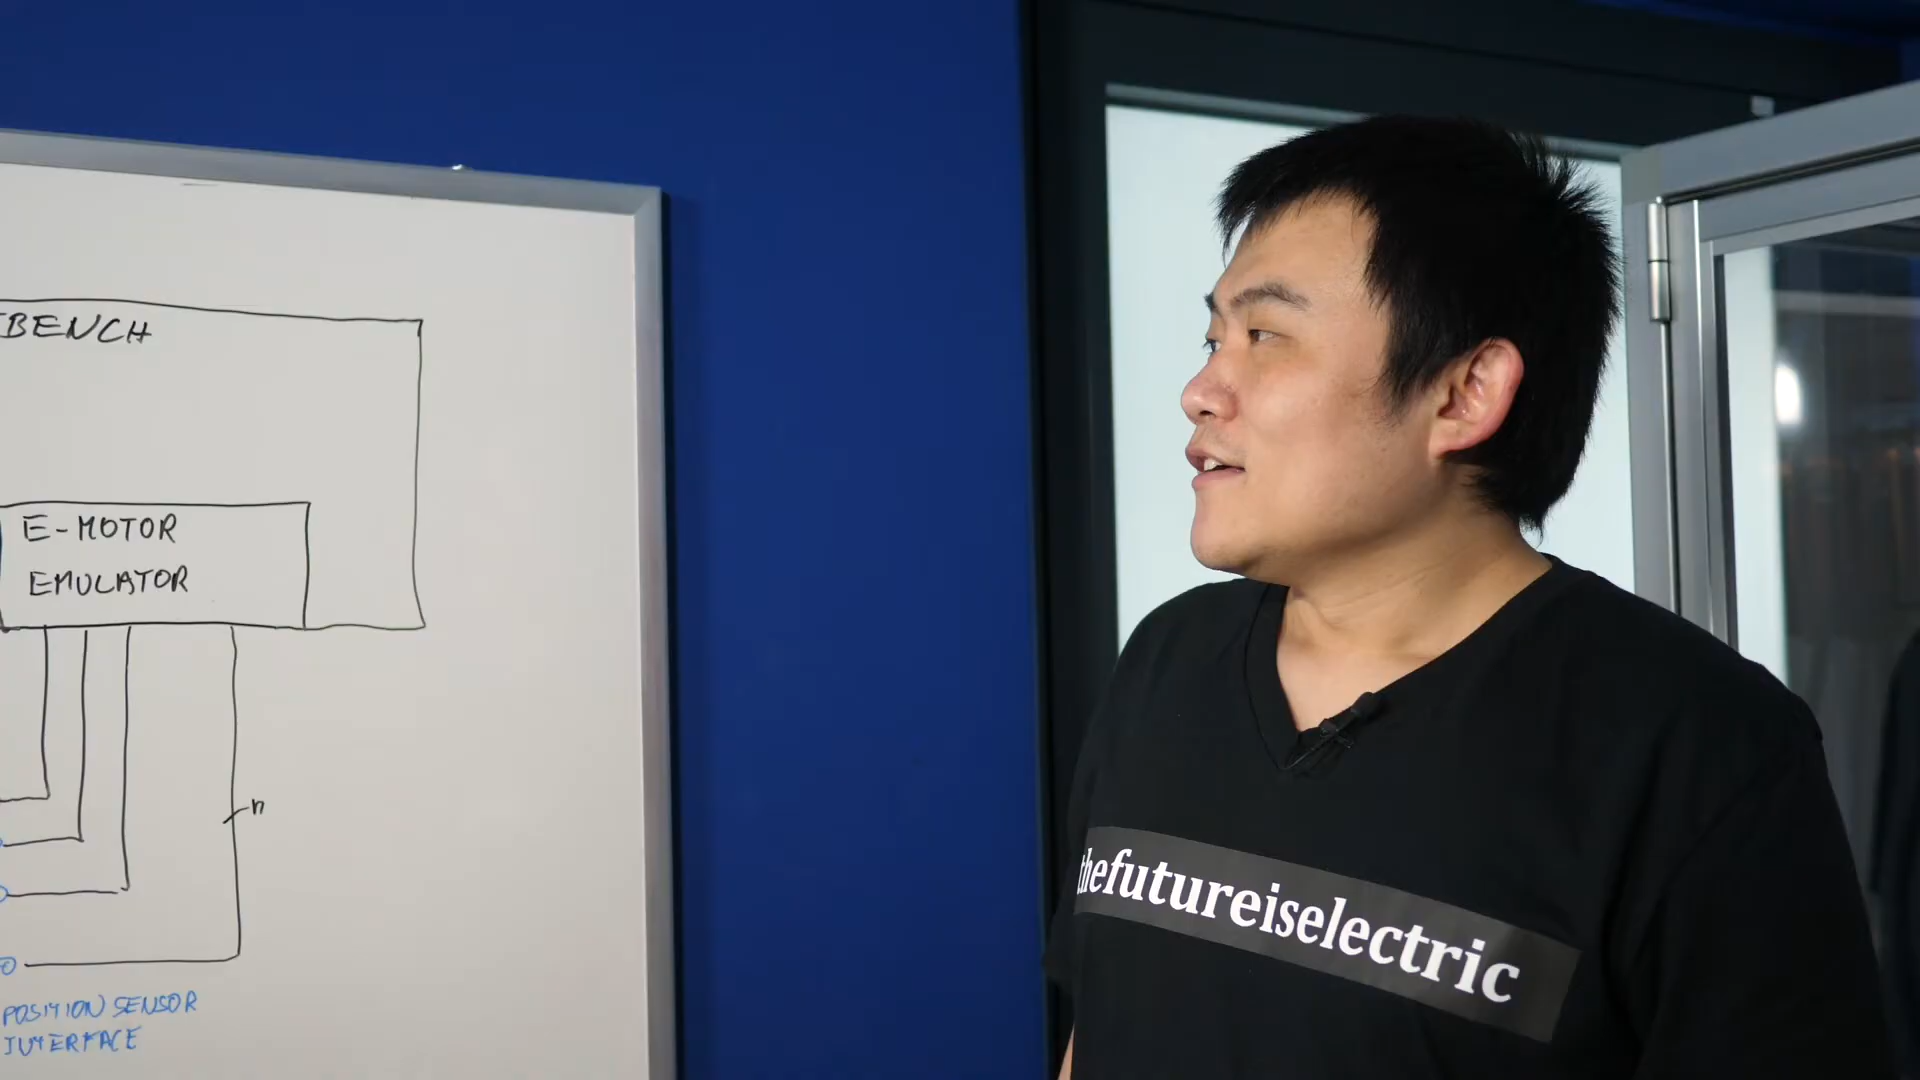 BENCH
E-MOTOR
EMULATOR
n
POSITION SENSOR
INTERFACE
thefutureiselectric